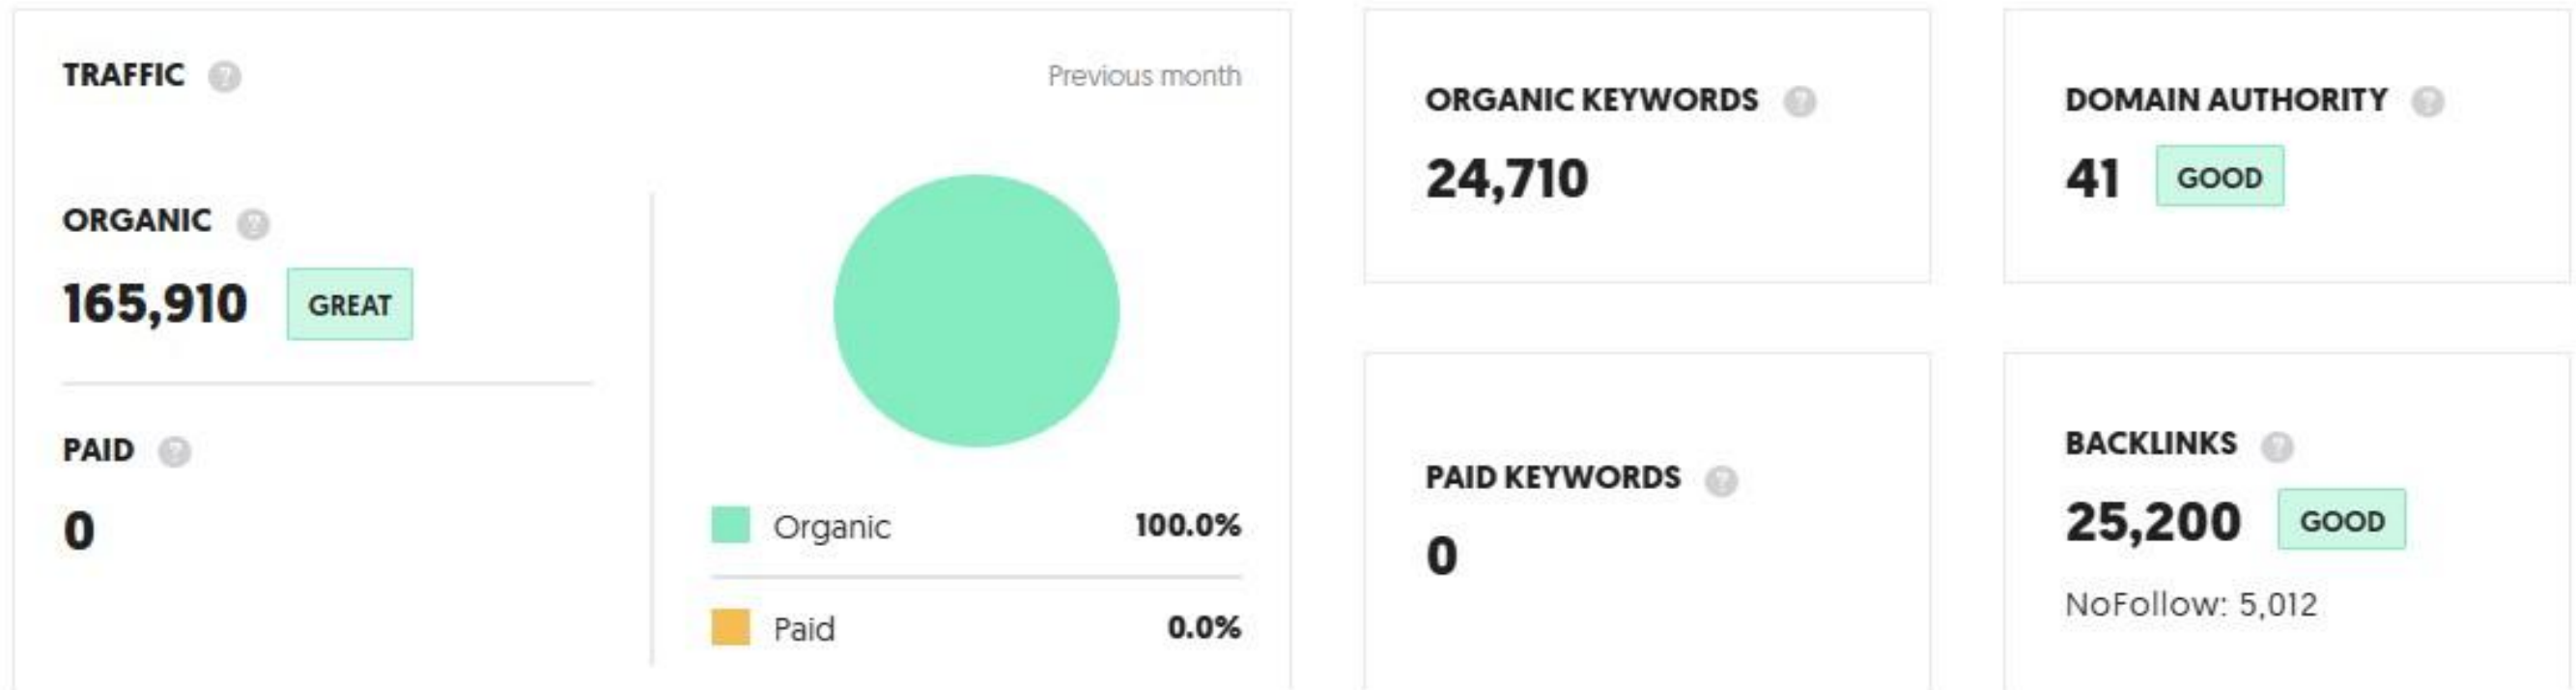 TRAFFIC ?
Previous month
ORGANIC ?
165,910 GREAT
PAID ?
0
Organic 100.0%
Paid 0.0%
ORGANIC KEYWORDS ?
24,710
DOMAIN AUTHORITY ?
41 GOOD
PAID KEYWORDS ?
0
BACKLINKS ?
25,200 GOOD
NoFollow: 5,012